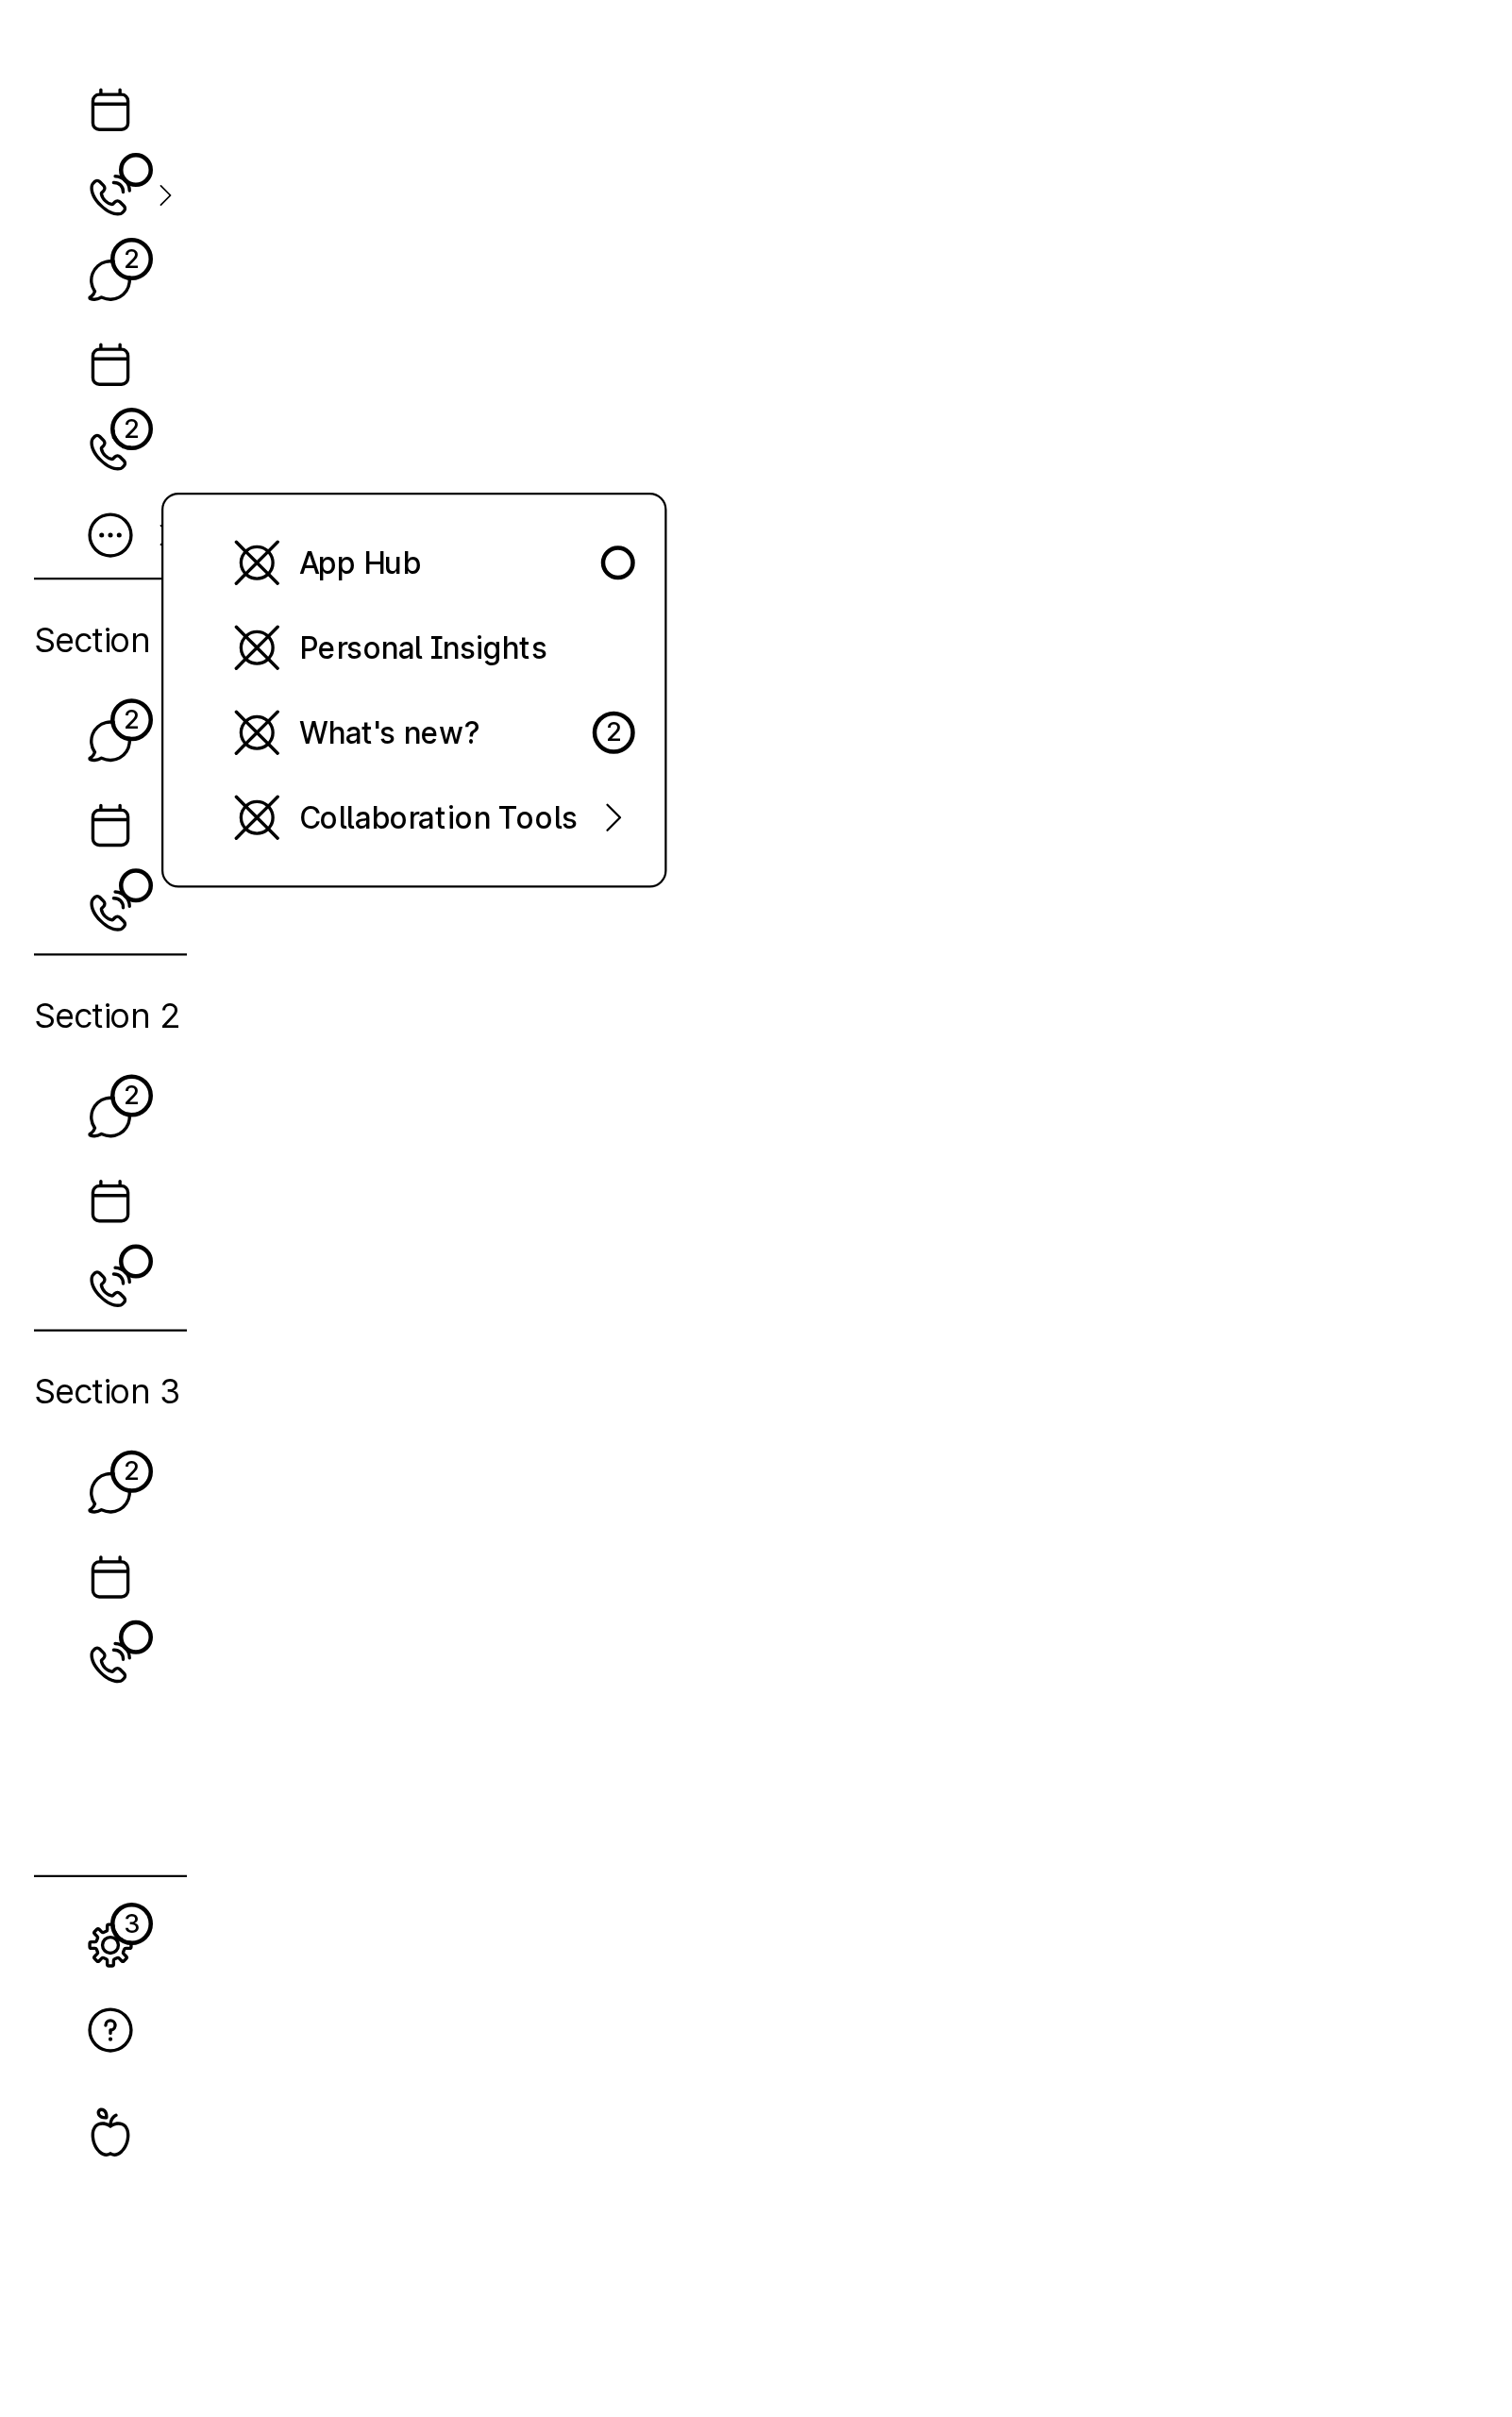 2
2
App Hub
Section
Personal Insights
2
What's new?
2
Collaboration Tools
Section 2
2
Section 3
2
3
?